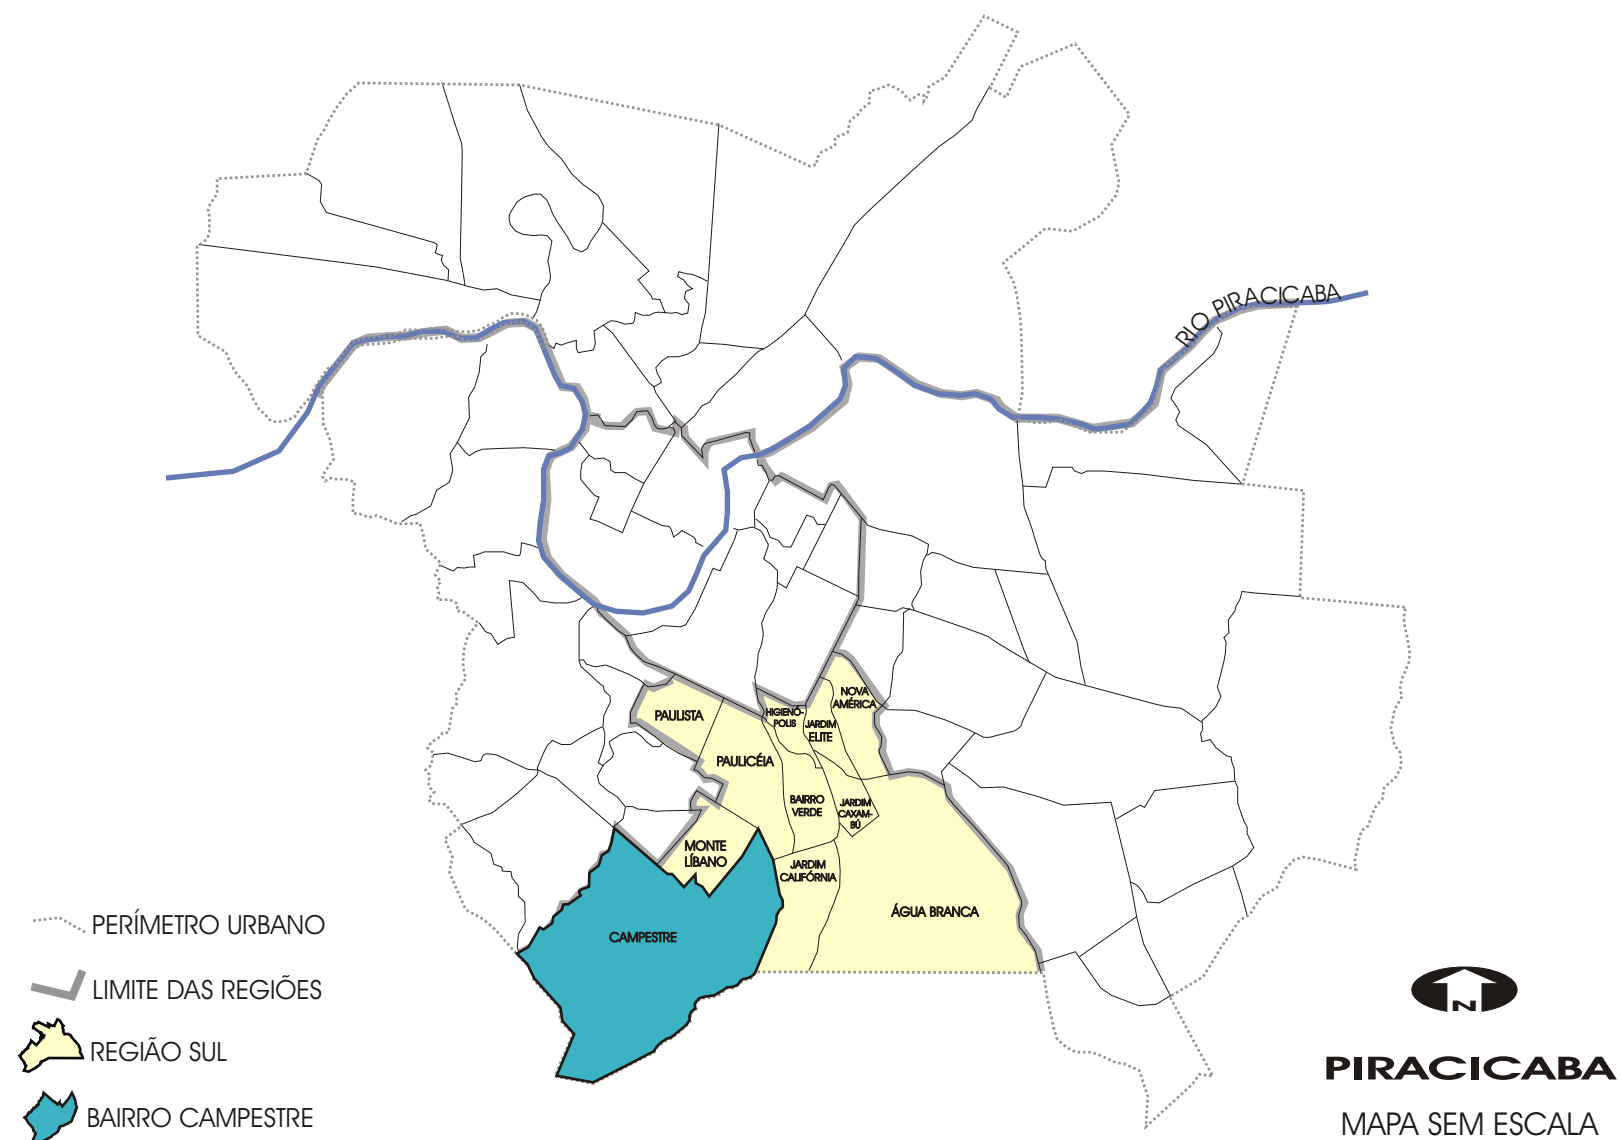 RIO PIRACICABA
NOVA
AMÉRICA
PAULISTA
HIGIENÓ-
POLIS
JARDIM
ELITE
PAULICÉIA
BAIRRO
VERDE
JARDIM
CAXAM-
BÚ
MONTE
LÍBANO
JARDIM
CALIFÓRNIA
ÁGUA BRANCA
CAMPESTRE
PERÍMETRO URBANO
LIMITE DAS REGIÕES
REGIÃO SUL
BAIRRO CAMPESTRE
N
PIRACICABA
MAPA SEM ESCALA